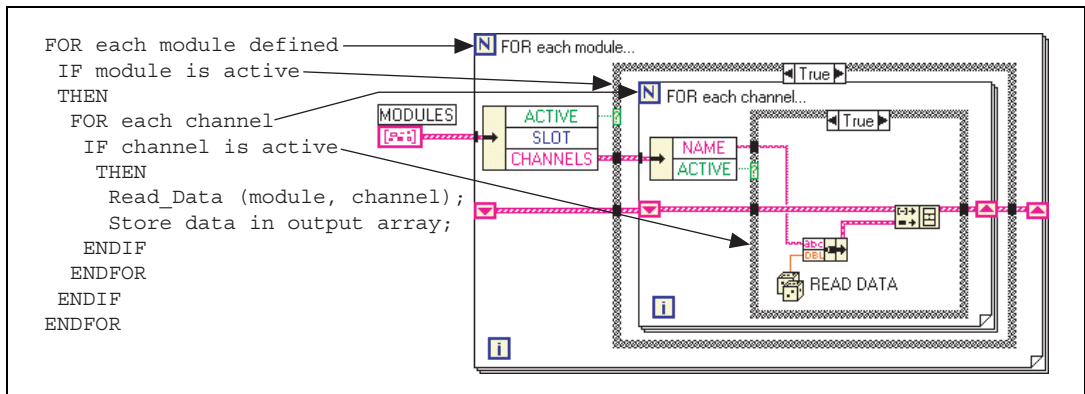 FOR each module defined
IF module is active
THEN
FOR each channel
IF channel is active
THEN
Read_Data (module, channel);
Store data in output array;
ENDIF
ENDFOR
ENDIF
ENDFOR
N FOR each module...
True
N FOR each channel...
True
MODULES
ACTIVE
SLOT
CHANNELS
?
NAME
ACTIVE
?
abc
DBL
READ DATA
i
i